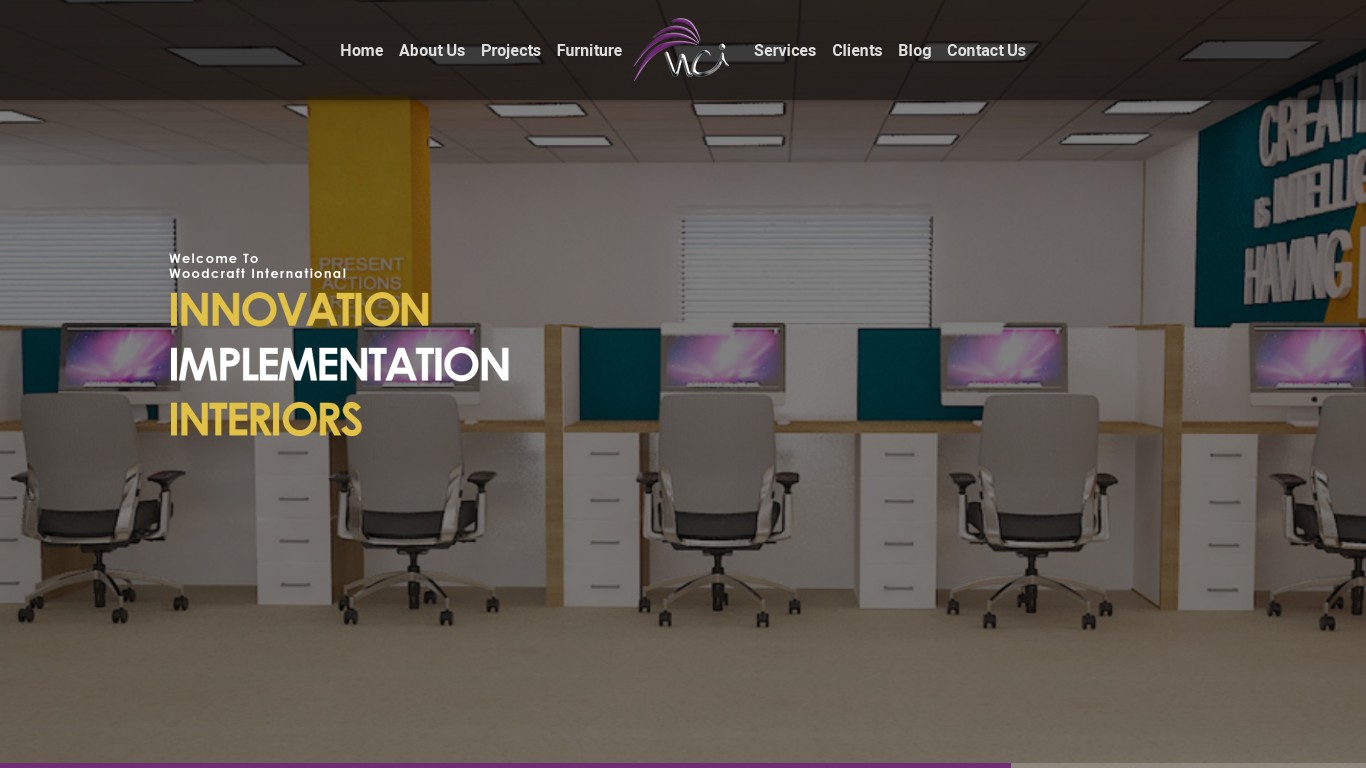 Home About Us Projects Furniture wci Services Clients Blog Contact Us
CREATI
IS INTELLIG
HAVING
Welcome To
Woodcraft International
PRESENT
ACTIONS
INNOVATION
IMPLEMENTATION
INTERIORS